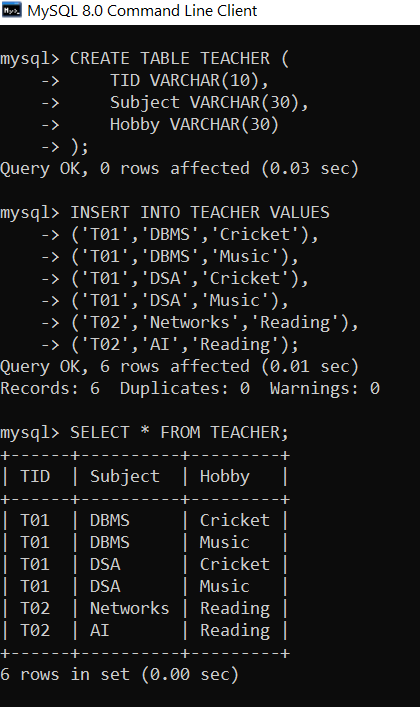 MySQL 8.0 Command Line Client
mysql> CREATE TABLE TEACHER (
    ->     TID VARCHAR(10),
    ->     Subject VARCHAR(30),
    ->     Hobby VARCHAR(30)
    -> );
Query OK, 0 rows affected (0.03 sec)

mysql> INSERT INTO TEACHER VALUES
    -> ('T01','DBMS','Cricket'),
    -> ('T01','DBMS','Music'),
    -> ('T01','DSA','Cricket'),
    -> ('T01','DSA','Music'),
    -> ('T02','Networks','Reading'),
    -> ('T02','AI','Reading');
Query OK, 6 rows affected (0.01 sec)
Records: 6  Duplicates: 0  Warnings: 0

mysql> SELECT * FROM TEACHER;
+------+----------+---------+
| TID  | Subject  | Hobby   |
+------+----------+---------+
| T01  | DBMS     | Cricket |
| T01  | DBMS     | Music   |
| T01  | DSA      | Cricket |
| T01  | DSA      | Music   |
| T02  | Networks | Reading |
| T02  | AI       | Reading |
+------+----------+---------+
6 rows in set (0.00 sec)